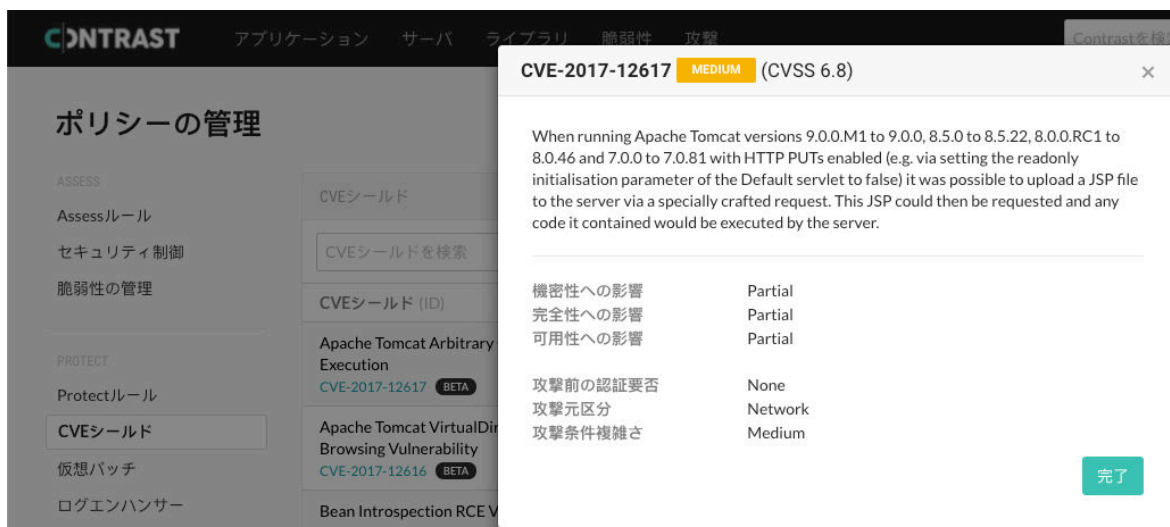 CONTRAST
アプリケーション サーバ ライブラリ 脆弱性 攻撃
Contrastを検索
ポリシーの管理
ASSESS
Assessルール
セキュリティ制御
脆弱性の管理
PROTECT
Protectルール
CVEシールド
仮想パッチ
ログエンハンサー
CVEシールド
CVEシールドを検索
CVEシールド (ID)
Apache Tomcat Arbitrary
Execution
CVE-2017-12617 BETA
Apache Tomcat VirtualDir
Browsing Vulnerability
CVE-2017-12616 BETA
Bean Introspection RCE V
CVE-2017-12617 MEDIUM (CVSS 6.8)
×
When running Apache Tomcat versions 9.0.0.M1 to 9.0.0, 8.5.0 to 8.5.22, 8.0.0.RC1 to
8.0.46 and 7.0.0 to 7.0.81 with HTTP PUTs enabled (e.g. via setting the readonly
initialisation parameter of the Default servlet to false) it was possible to upload a JSP file
to the server via a specially crafted request. This JSP could then be requested and any
code it contained would be executed by the server.
機密性への影響 Partial
完全性への影響 Partial
可用性への影響 Partial
攻撃前の認証要否 None
攻撃元区分 Network
攻撃条件複雑さ Medium
完了